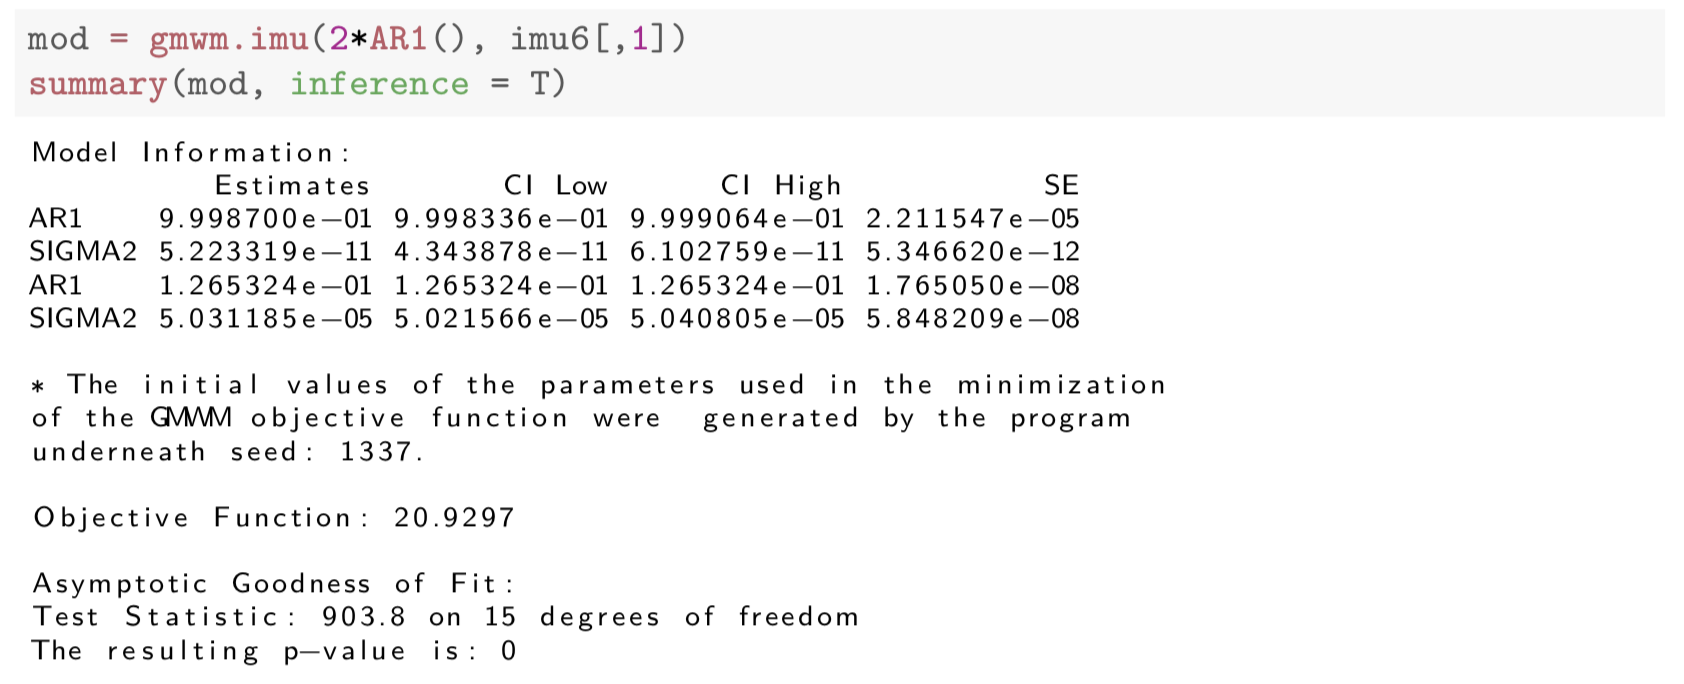 mod = gmwm.imu(2*AR1(), imu6[,1])
summary(mod, inference = T)
Model Information:
Estimates CI Low CI High SE
AR1 9.998700e−01 9.998336e−01 9.999064e−01 2.211547e−05
SIGMA2 5.223319e−11 4.343878e−11 6.102759e−11 5.346620e−12
AR1 1.265324e−01 1.265324e−01 1.265324e−01 1.765050e−08
SIGMA2 5.031185e−05 5.021566e−05 5.040805e−05 5.848209e−08
* The initial values of the parameters used in the minimization
of the GMWM objective function were generated by the program
underneath seed: 1337.
Objective Function: 20.9297
Asymptotic Goodness of Fit:
Test Statistic: 903.8 on 15 degrees of freedom
The resulting p−value is: 0